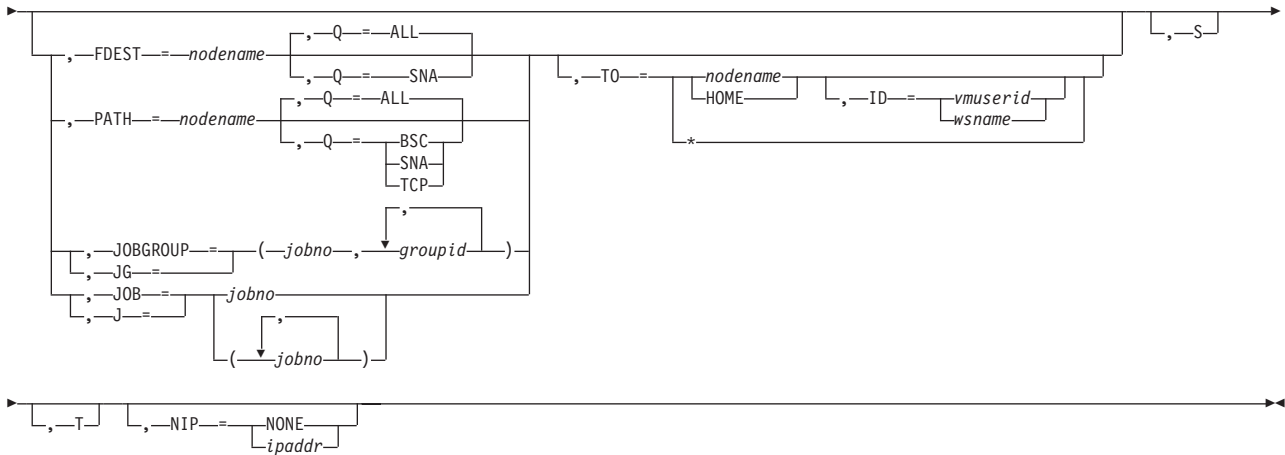 , S
, FDEST = nodename , Q = ALL
, Q = SNA
, TO = nodename
HOME
, ID = vmuserid
wsname
*
, PATH = nodename , Q = ALL
, Q = BSC
SNA
TCP
, JOBGROUP = ( jobno , groupid )
,
, JG =
, JOB = jobno
, J =
,
( jobno )
, T , NIP = NONE
ipaddr